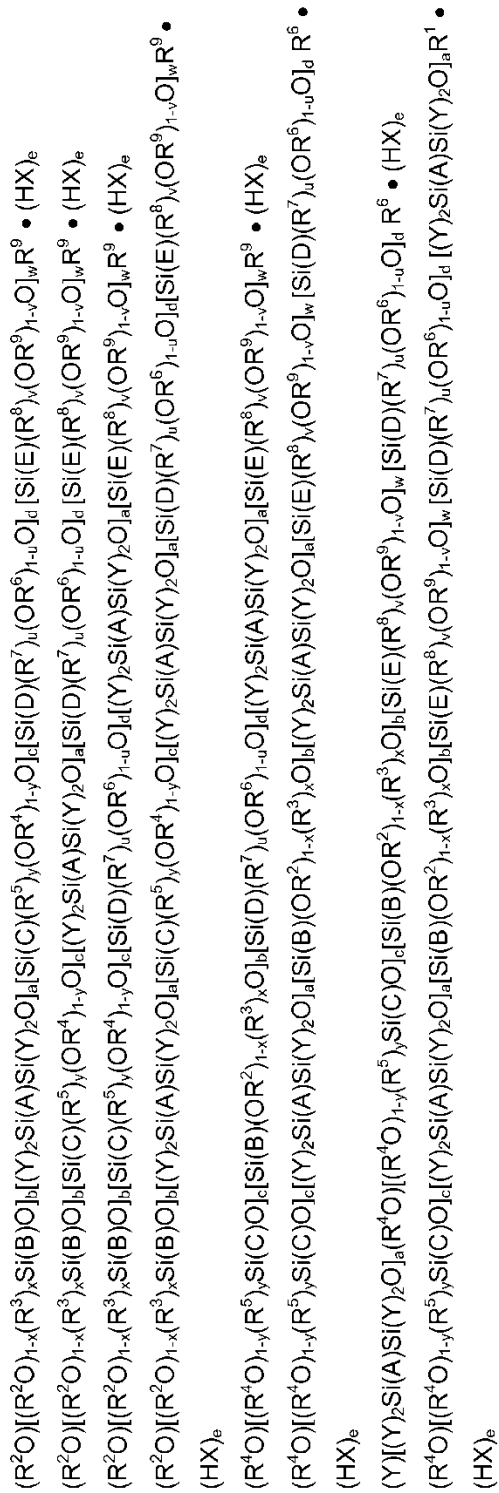 (R²O)[(R²O)₁₋ₓ(R³)ₓSi(B)O]b[(Y)₂Si(A)Si(Y)₂O]ₐ[Si(C)(R⁵)y(OR⁴)₁₋yO]c[Si(D)(R⁷)ᵤ(OR⁶)₁₋ᵤO]d [Si(E)(R⁸)ᵥ(OR⁹)₁₋ᵥO]wR⁹ • (HX)ₑ
(R²O)[(R²O)₁₋ₓ(R³)ₓSi(B)O]b[Si(C)(R⁵)y(OR⁴)₁₋yO]c[(Y)₂Si(A)Si(Y)₂O]ₐ[Si(D)(R⁷)ᵤ(OR⁶)₁₋ᵤO]d [Si(E)(R⁸)ᵥ(OR⁹)₁₋ᵥO]wR⁹ • (HX)ₑ
(R²O)[(R²O)₁₋ₓ(R³)ₓSi(B)O]b[Si(C)(R⁵)y(OR⁴)₁₋yO]c[Si(D)(R⁷)ᵤ(OR⁶)₁₋ᵤO]d[(Y)₂Si(A)Si(Y)₂O]ₐ[Si(E)(R⁸)ᵥ(OR⁹)₁₋ᵥO]wR⁹ • (HX)ₑ
(R²O)[(R²O)₁₋ₓ(R³)ₓSi(B)O]b[(Y)₂Si(A)Si(Y)₂O]ₐ[Si(C)(R⁵)y(OR⁴)₁₋yO]c[(Y)₂Si(A)Si(Y)₂O]ₐ[Si(D)(R⁷)ᵤ(OR⁶)₁₋ᵤO]d[Si(E)(R⁸)ᵥ(OR⁹)₁₋ᵥO]wR⁹ •
(HX)ₑ
(R⁴O)[(R⁴O)₁₋y(R⁵)ySi(C)O]c[Si(B)(OR²)₁₋ₓ(R³)ₓO]b[Si(D)(R⁷)ᵤ(OR⁶)₁₋ᵤO]d[(Y)₂Si(A)Si(Y)₂O]ₐ[Si(E)(R⁸)ᵥ(OR⁹)₁₋ᵥO]wR⁹ • (HX)ₑ
(R⁴O)[(R⁴O)₁₋y(R⁵)ySi(C)O]c[(Y)₂Si(A)Si(Y)₂O]ₐ[Si(B)(OR²)₁₋ₓ(R³)ₓO]b[(Y)₂Si(A)Si(Y)₂O]ₐ[Si(E)(R⁸)ᵥ(OR⁹)₁₋ᵥO]w [Si(D)(R⁷)ᵤ(OR⁶)₁₋ᵤO]d R⁶ •
(HX)ₑ
(Y)[(Y)₂Si(A)Si(Y)₂O]ₐ(R⁴O)[(R⁴O)₁₋y(R⁵)ySi(C)O]c[Si(B)(OR²)₁₋ₓ(R³)ₓO]b[Si(E)(R⁸)ᵥ(OR⁹)₁₋ᵥO]w [Si(D)(R⁷)ᵤ(OR⁶)₁₋ᵤO]d R⁶ • (HX)ₑ
(R⁴O)[(R⁴O)₁₋y(R⁵)ySi(C)O]c[(Y)₂Si(A)Si(Y)₂O]ₐ[Si(B)(OR²)₁₋ₓ(R³)ₓO]b[Si(E)(R⁸)ᵥ(OR⁹)₁₋ᵥO]w [Si(D)(R⁷)ᵤ(OR⁶)₁₋ᵤO]d [(Y)₂Si(A)Si(Y)₂O]ₐR¹ •
(HX)ₑ